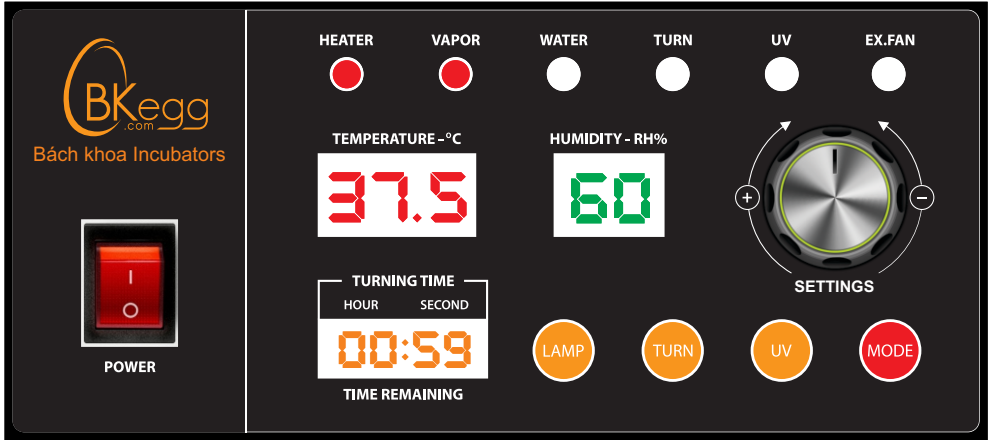 BKegg
.com
Bách khoa Incubators
POWER
HEATER VAPOR WATER TURN UV EX.FAN
TEMPERATURE-°C HUMIDITY - RH%
37.5 60
+ −
SETTINGS
TURNING TIME
HOUR SECOND
00:59
TIME REMAINING
LAMP TURN UV MODE